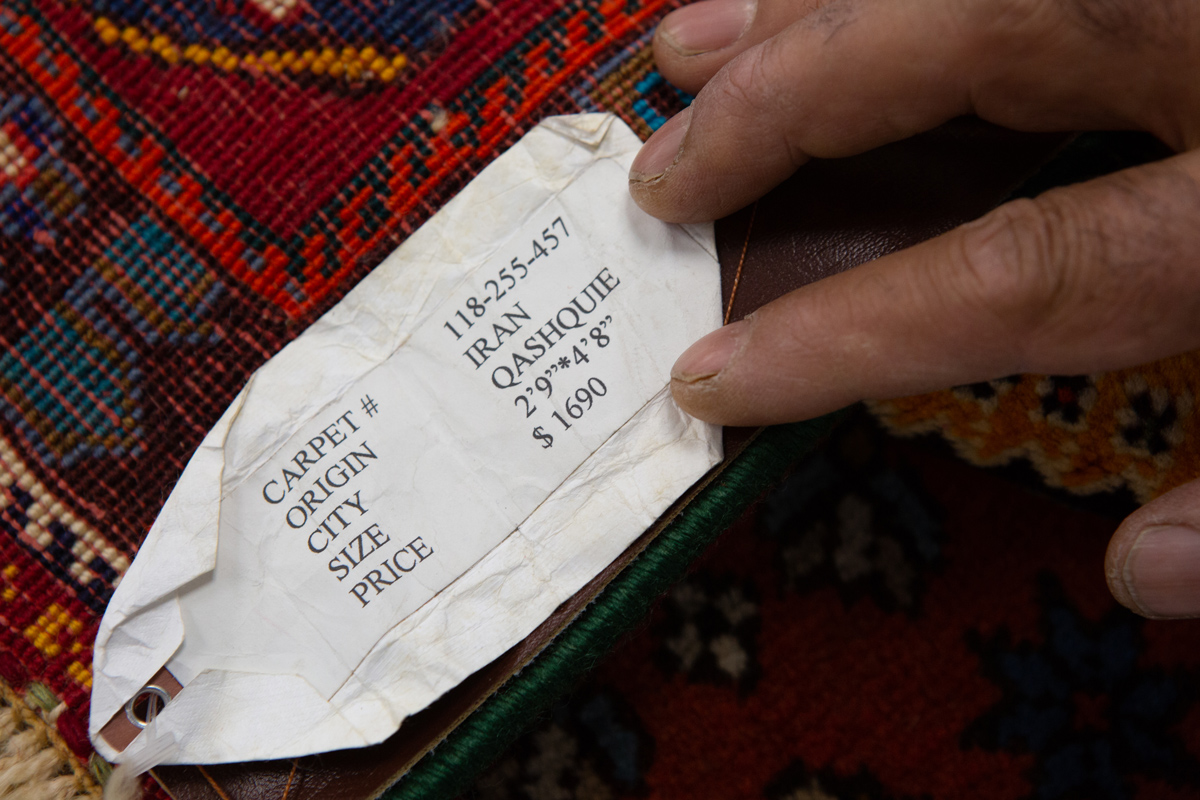 CARPET # 118-255-457
ORIGIN IRAN
CITY QASHQUIE
SIZE 2'9”*4'8”
PRICE $ 1690